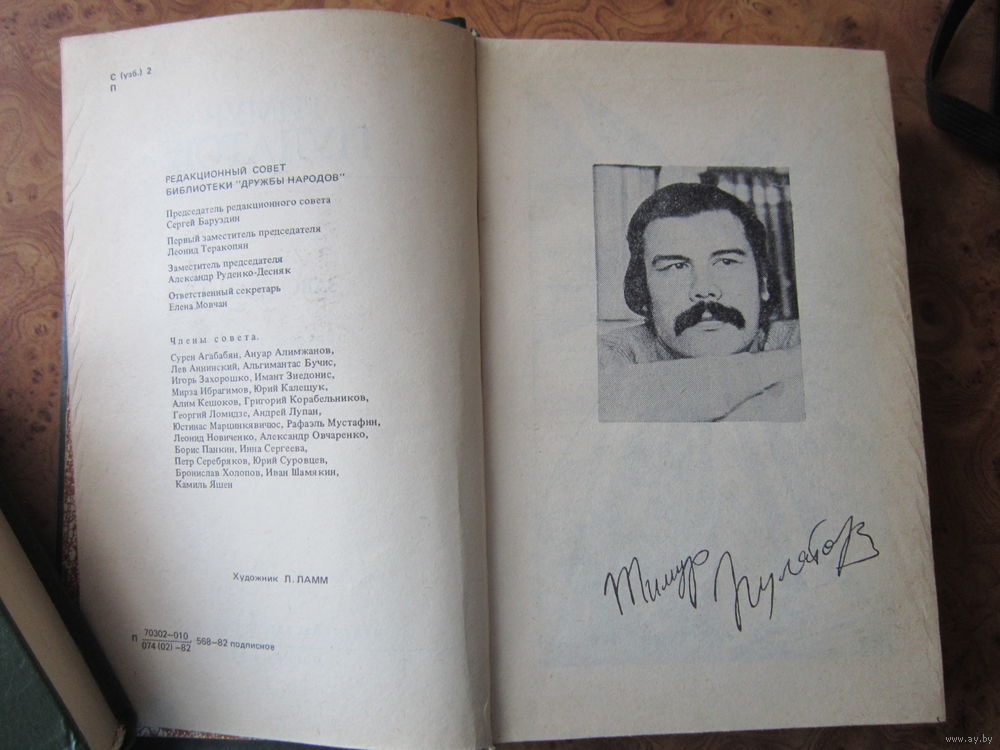 С (узб.) 2
П
РЕДАКЦИОННЫЙ СОВЕТ
БИБЛИОТЕКИ "ДРУЖБЫ НАРОДОВ"
Председатель редакционного совета
Сергей Баруздин
Первый заместитель председателя
Леонид Теракопян
Заместитель председателя
Александр Руденко-Десняк
Ответственный секретарь
Елена Мовчан
Члены совета.
Сурен Агабабян, Ануар Алимжанов,
Лев Аннинский, Альгимантас Бучис,
Игорь Захорошко, Имант Зиедонис,
Мирза Ибрагимов, Юрий Калещук,
Алим Кешоков, Григорий Корабельников,
Георгий Ломидзе, Андрей Лупан,
Юстинас Марцинкявичюс, Рафаэль Мустафин,
Леонид Новиченко, Александр Овчаренко,
Борис Панкин, Инна Сергеева,
Петр Серебряков, Юрий Суровцев,
Бронислав Холопов, Иван Шамякин,
Камиль Яшен
Художник Л. ЛАММ
П 70302–010
074(02)–82 568–82 подписное
Тимур Пулатов
www.ay.by